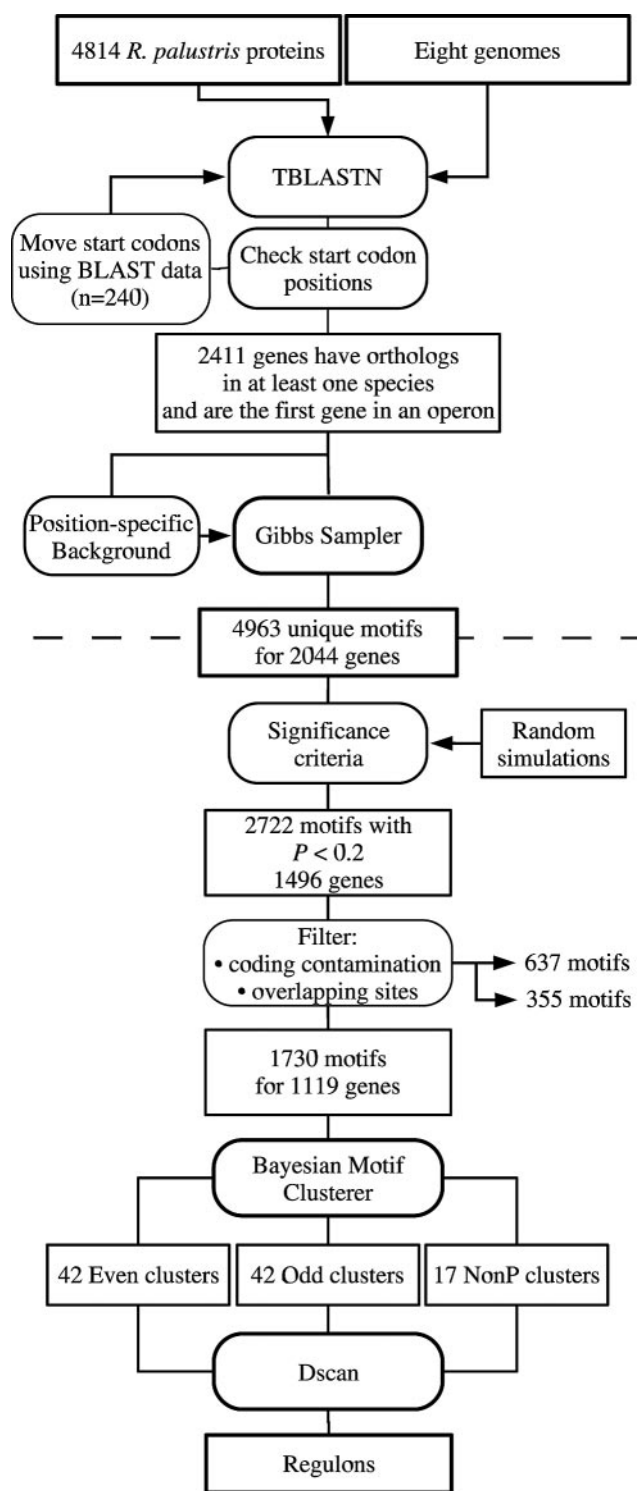 4814 R. palustris proteins
Eight genomes
TBLASTN
Move start codons
using BLAST data
(n=240)
Check start codon
positions
2411 genes have orthologs
in at least one species
and are the first gene in an operon
Position-specific
Background
Gibbs Sampler
4963 unique motifs
for 2044 genes
Significance
criteria
Random
simulations
2722 motifs with
P < 0.2
1496 genes
Filter:
• coding contamination
• overlapping sites
637 motifs
355 motifs
1730 motifs
for 1119 genes
Bayesian Motif
Clusterer
42 Even clusters
42 Odd clusters
17 NonP clusters
Dscan
Regulons